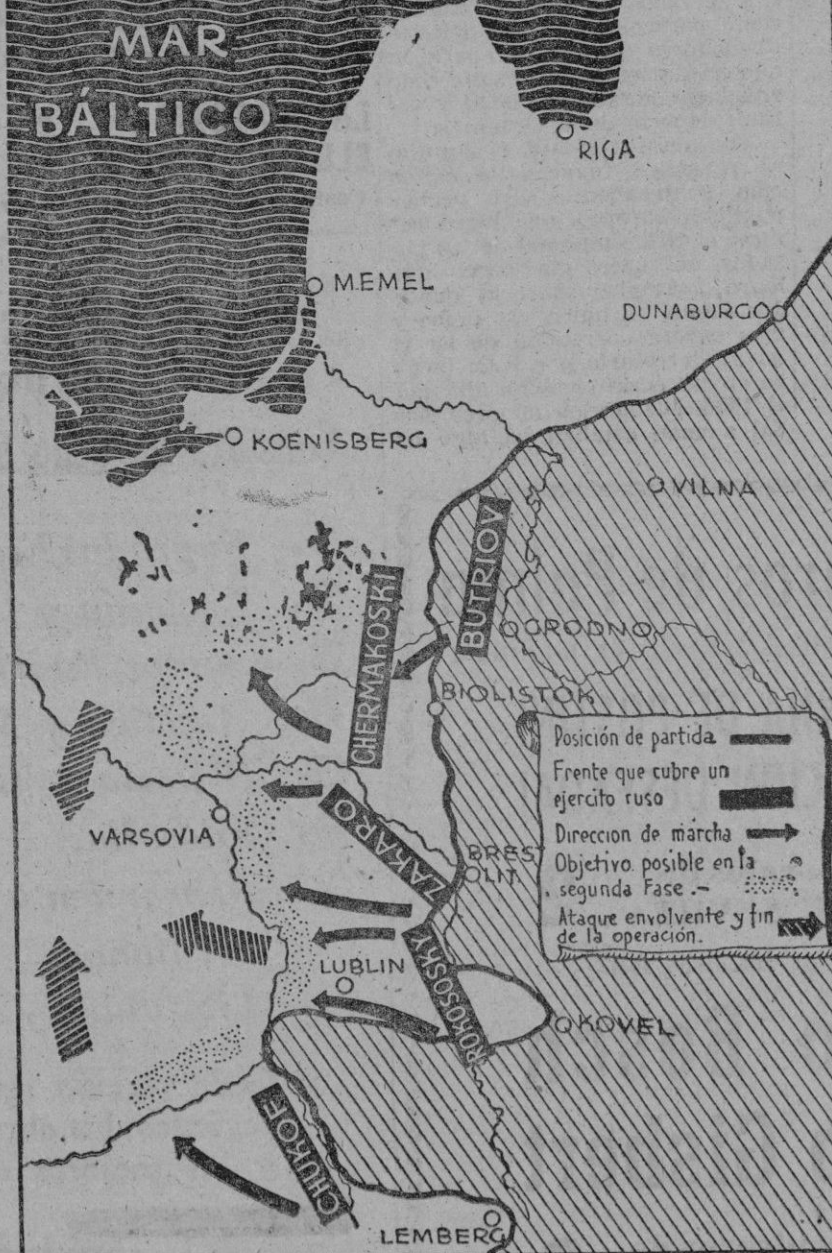 MAR
BÁLTICO
RIGA
MEMEL
DUNABURGO
KOENISBERG
VILNA
BUTRIOV
CHERMAKOSKI
GRODNO
BIOLISTOK
Posición de partida
Frente que cubre un
ejercito ruso
Direccion de marcha
Objetivo posible en la
segunda Fase.-
Ataque envolvente y fin
de la operación.
VARSOVIA
ZAKARO
BREST
LIT.
LUBLIN
ROKOSOSKY
KOVEL
CHUKOF
LEMBERG